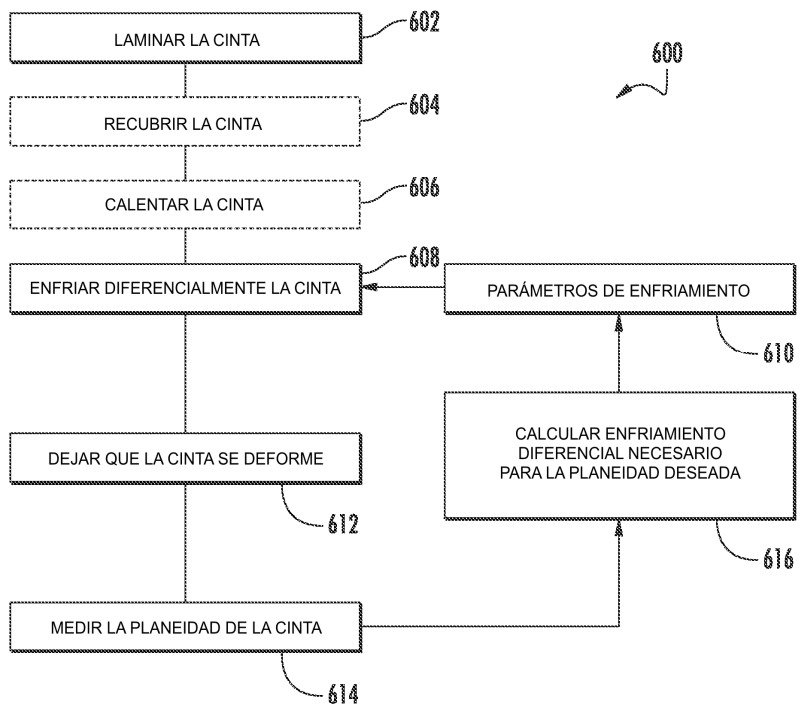 LAMINAR LA CINTA
602
600
RECUBRIR LA CINTA
604
CALENTAR LA CINTA
606
ENFRIAR DIFERENCIALMENTE LA CINTA
608
PARÁMETROS DE ENFRIAMIENTO
610
CALCULAR ENFRIAMIENTO
DIFERENCIAL NECESARIO
PARA LA PLANEIDAD DESEADA
616
DEJAR QUE LA CINTA SE DEFORME
612
MEDIR LA PLANEIDAD DE LA CINTA
614